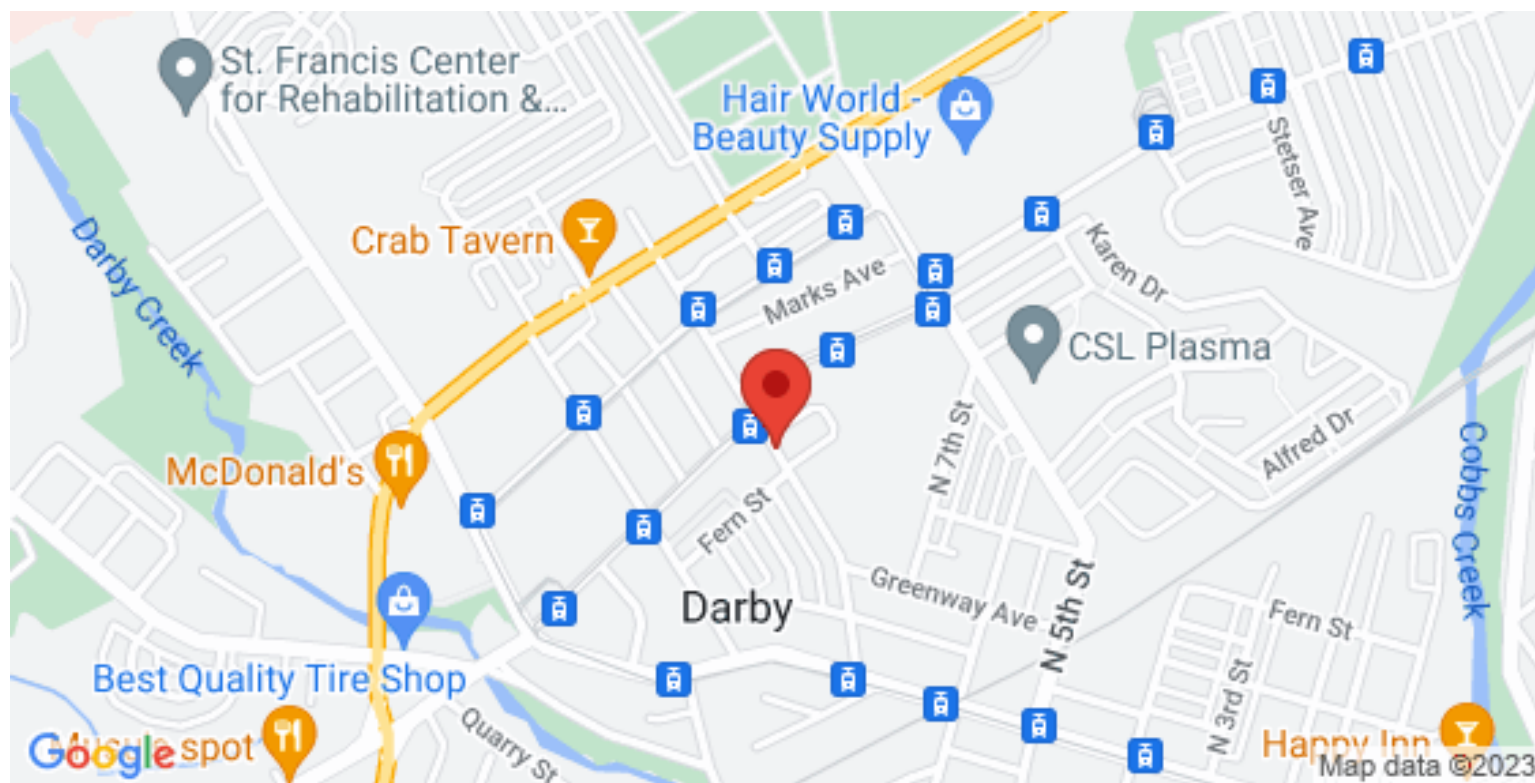 St. Francis Center
for Rehabilitation &...
Hair World -
Beauty Supply
Stetser Ave
Darby Creek
Crab Tavern
Karen Dr
Marks Ave
CSL Plasma
McDonald's
N 7th St
Alfred Dr
Cobbs Creek
Fern St
Greenway Ave
Darby
N 5th St
Fern St
Best Quality Tire Shop
N 3rd St
Quarry St
spot
Google
Happy Inn
Map data ©2023